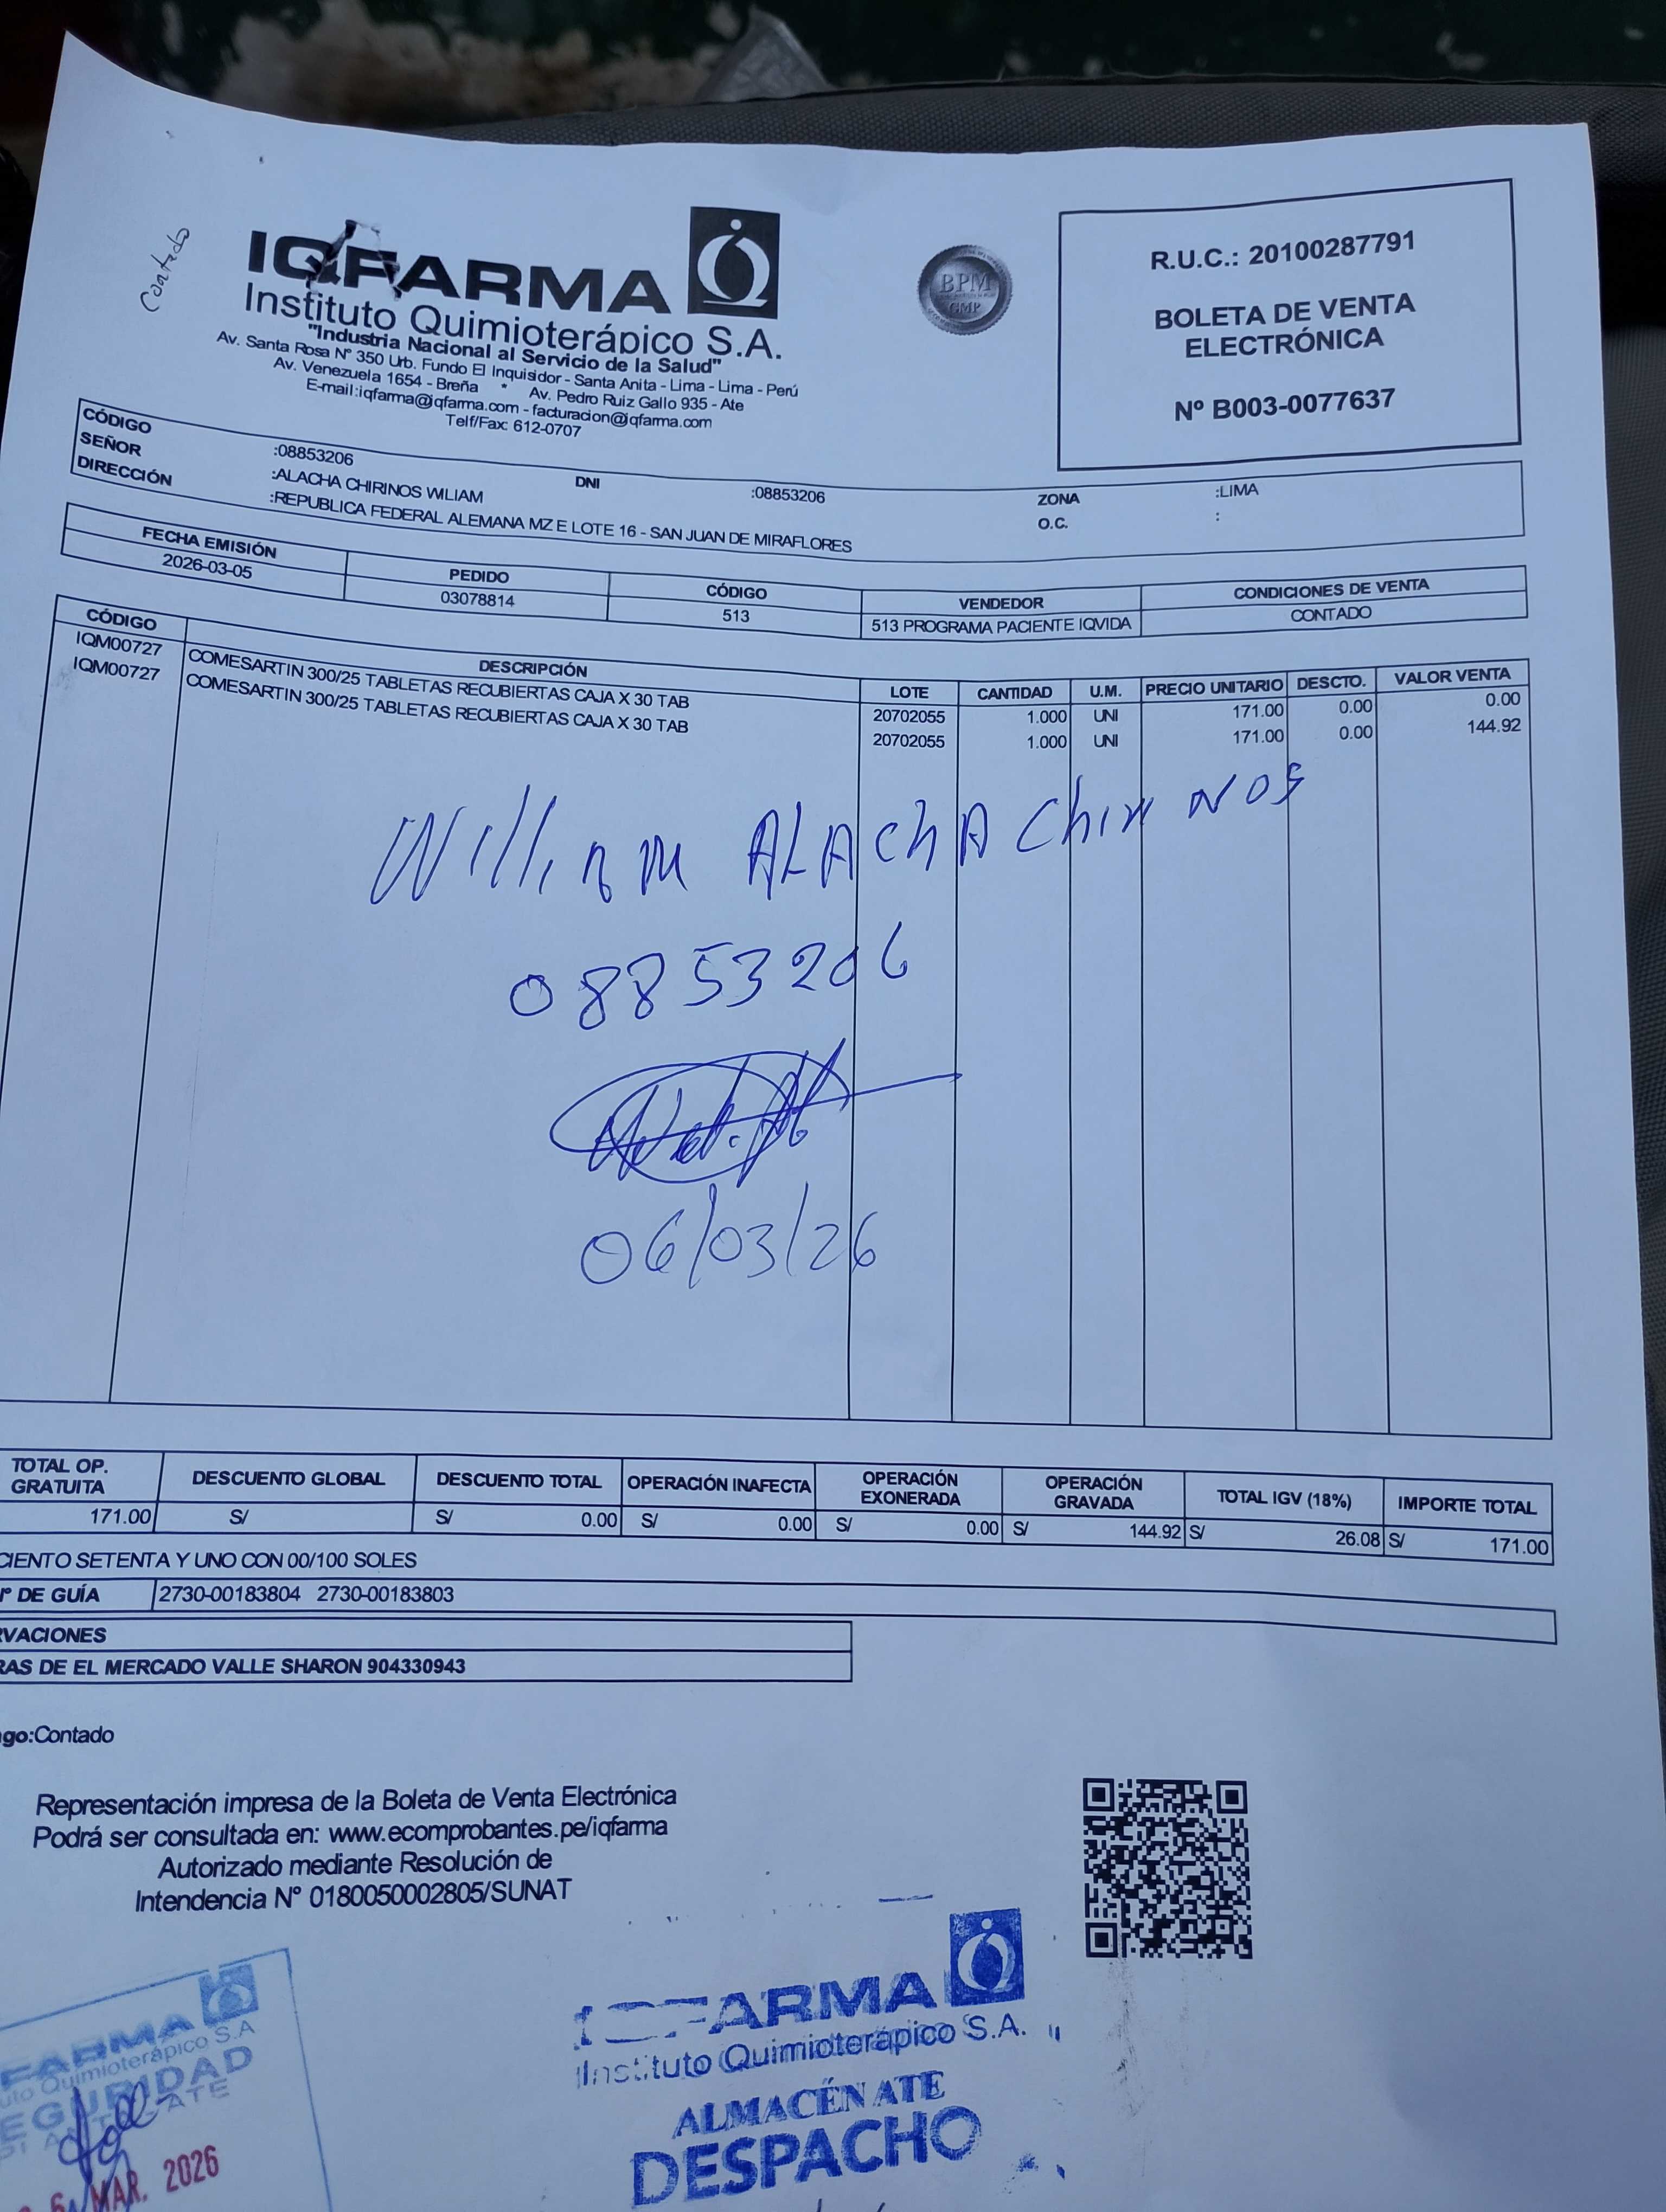 Contado
IQFARMA
Instituto Quimioterápico S.A.
"Industria Nacional al Servicio de la Salud"
Av. Santa Rosa N° 350 Urb. Fundo El Inquisidor - Santa Anita - Lima - Lima - Perú
Av. Venezuela 1654 - Breña * Av. Pedro Ruiz Gallo 935 - Ate
E-mail:iqfarma@iqfarma.com - facturacion@iqfarma.com
Telf/Fax: 612-0707
BPM
GMP
R.U.C.: 20100287791
BOLETA DE VENTA
ELECTRÓNICA
Nº B003-0077637
CÓDIGO :08853206 DNI :08853206 ZONA :LIMA
SEÑOR :ALACHA CHIRINOS WILIAM O.C. :
DIRECCIÓN :REPUBLICA FEDERAL ALEMANA MZ E LOTE 16 - SAN JUAN DE MIRAFLORES
FECHA EMISIÓN PEDIDO CÓDIGO VENDEDOR CONDICIONES DE VENTA
2026-03-05 03078814 513 513 PROGRAMA PACIENTE IQVIDA CONTADO
CÓDIGO DESCRIPCIÓN LOTE CANTIDAD U.M. PRECIO UNITARIO DESCTO. VALOR VENTA
IQM00727 COMESARTIN 300/25 TABLETAS RECUBIERTAS CAJA X 30 TAB 20702055 1.000 UNI 171.00 0.00 0.00
IQM00727 COMESARTIN 300/25 TABLETAS RECUBIERTAS CAJA X 30 TAB 20702055 1.000 UNI 171.00 0.00 144.92
William ALACHA Chirinos
08853206
06/03/26
TOTAL OP. GRATUITA DESCUENTO GLOBAL DESCUENTO TOTAL OPERACIÓN INAFECTA OPERACIÓN EXONERADA OPERACIÓN GRAVADA TOTAL IGV (18%) IMPORTE TOTAL
171.00 S/ S/ 0.00 S/ 0.00 S/ 0.00 S/ 144.92 S/ 26.08 S/ 171.00
CIENTO SETENTA Y UNO CON 00/100 SOLES
º DE GUÍA 2730-00183804 2730-00183803
RVACIONES
RAS DE EL MERCADO VALLE SHARON 904330943
go:Contado
Representación impresa de la Boleta de Venta Electrónica
Podrá ser consultada en: www.ecomprobantes.pe/iqfarma
Autorizado mediante Resolución de
Intendencia N° 0180050002805/SUNAT
FARMA
uto Quimioterápico S.A
EGURIDAD
MAR. 2026
IQFARMA
Instituto Quimioterápico S.A.
ALMACÉN ATE
DESPACHO